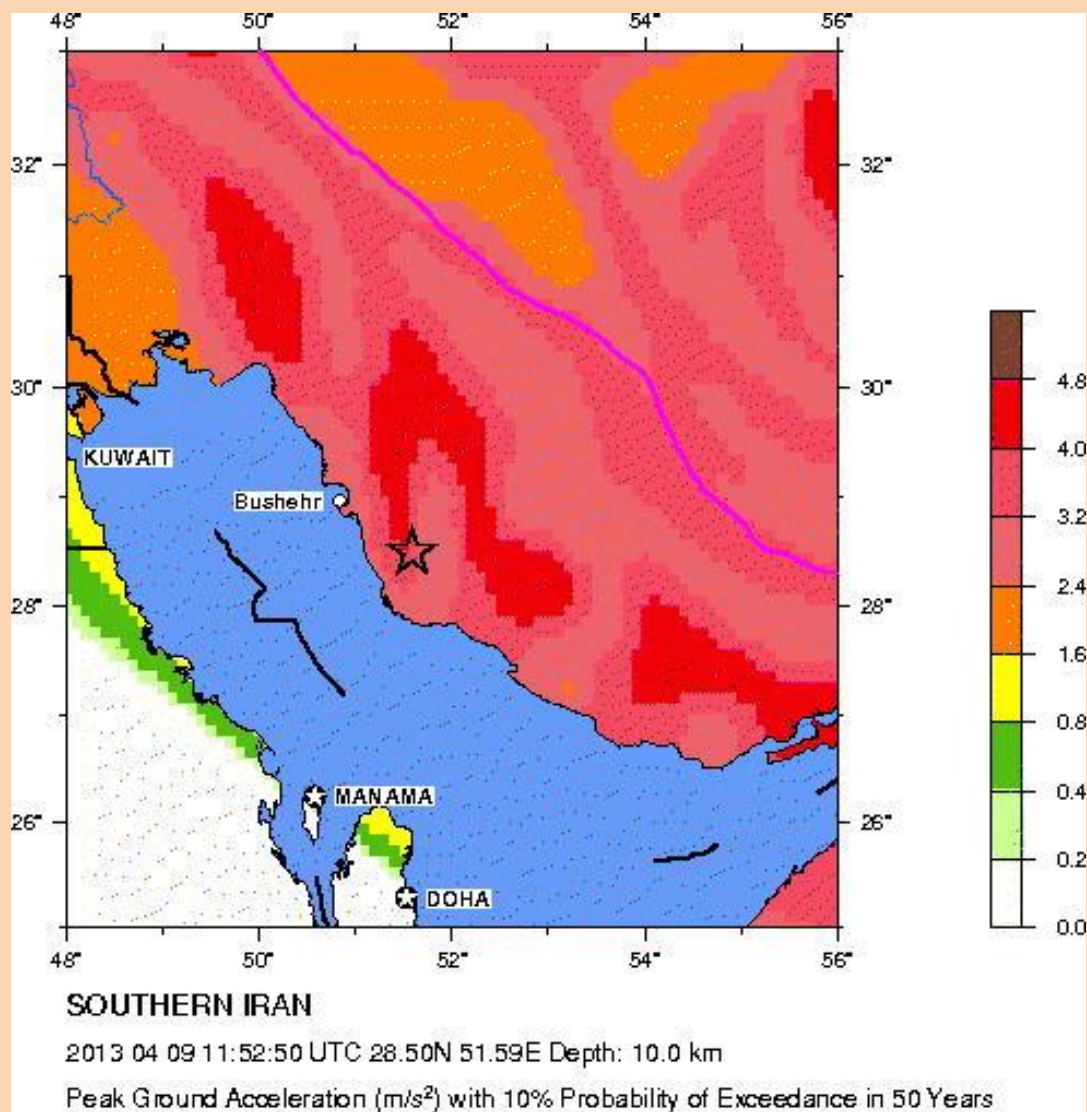 48° 50° 52° 54° 56°
32° 32°
30° 30°
4.8
4.0
KUWAIT
3.2
Bushehr
2.4
28° 28°
1.6
0.8
0.4
MANAMA
26° 26°
0.2
DOHA
0.0
48° 50° 52° 54° 56°
SOUTHERN IRAN
2013 04 09 11:52:50 UTC 28.50N 51.59E Depth: 10.0 km
Peak Ground Acceleration (m/s²) with 10% Probability of Exceedance in 50 Years